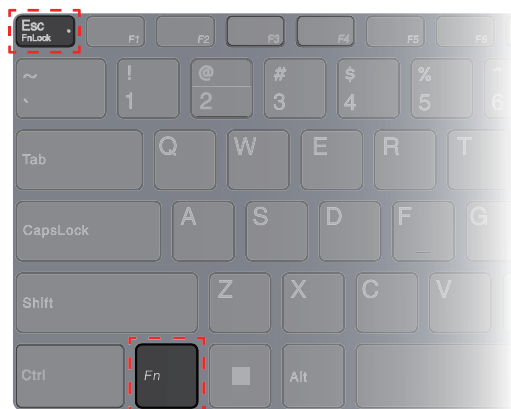 Esc
FnLock
F1
F2
F3
F4
F5
F6
~
`
!
1
@
2
#
3
$
4
%
5
^
6
Tab
Q
W
E
R
T
CapsLock
A
S
D
F
G
Shift
Z
X
C
V
Ctrl
Fn
Alt